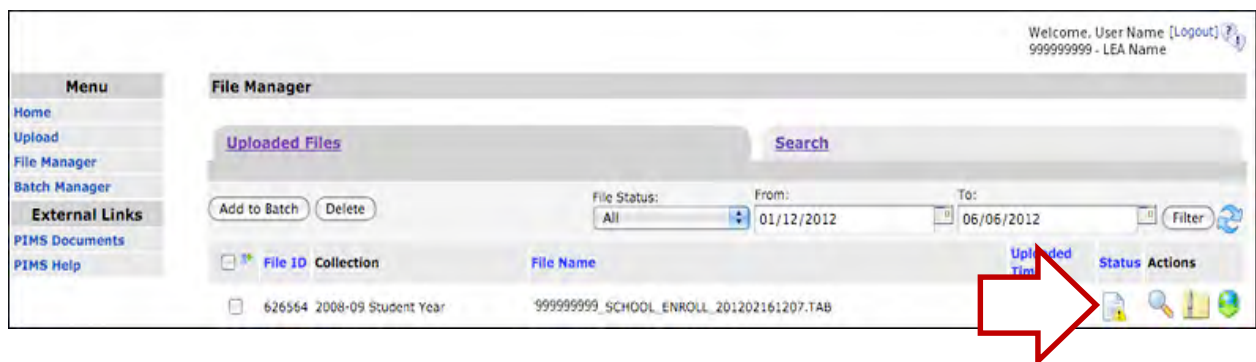 Welcome, User Name [Logout]
999999999 - LEA Name
Menu
File Manager
Home
Upload
File Manager
Batch Manager
External Links
PIMS Documents
PIMS Help
Uploaded Files
Search
File Status:
From:
To:
Add to Batch
Delete
All
01/12/2012
06/06/2012
Filter
File ID
Collection
File Name
Uploaded
Status
Actions
626564
2008-09 Student Year
999999999_SCHOOL_ENROLL_201202161207.TAB